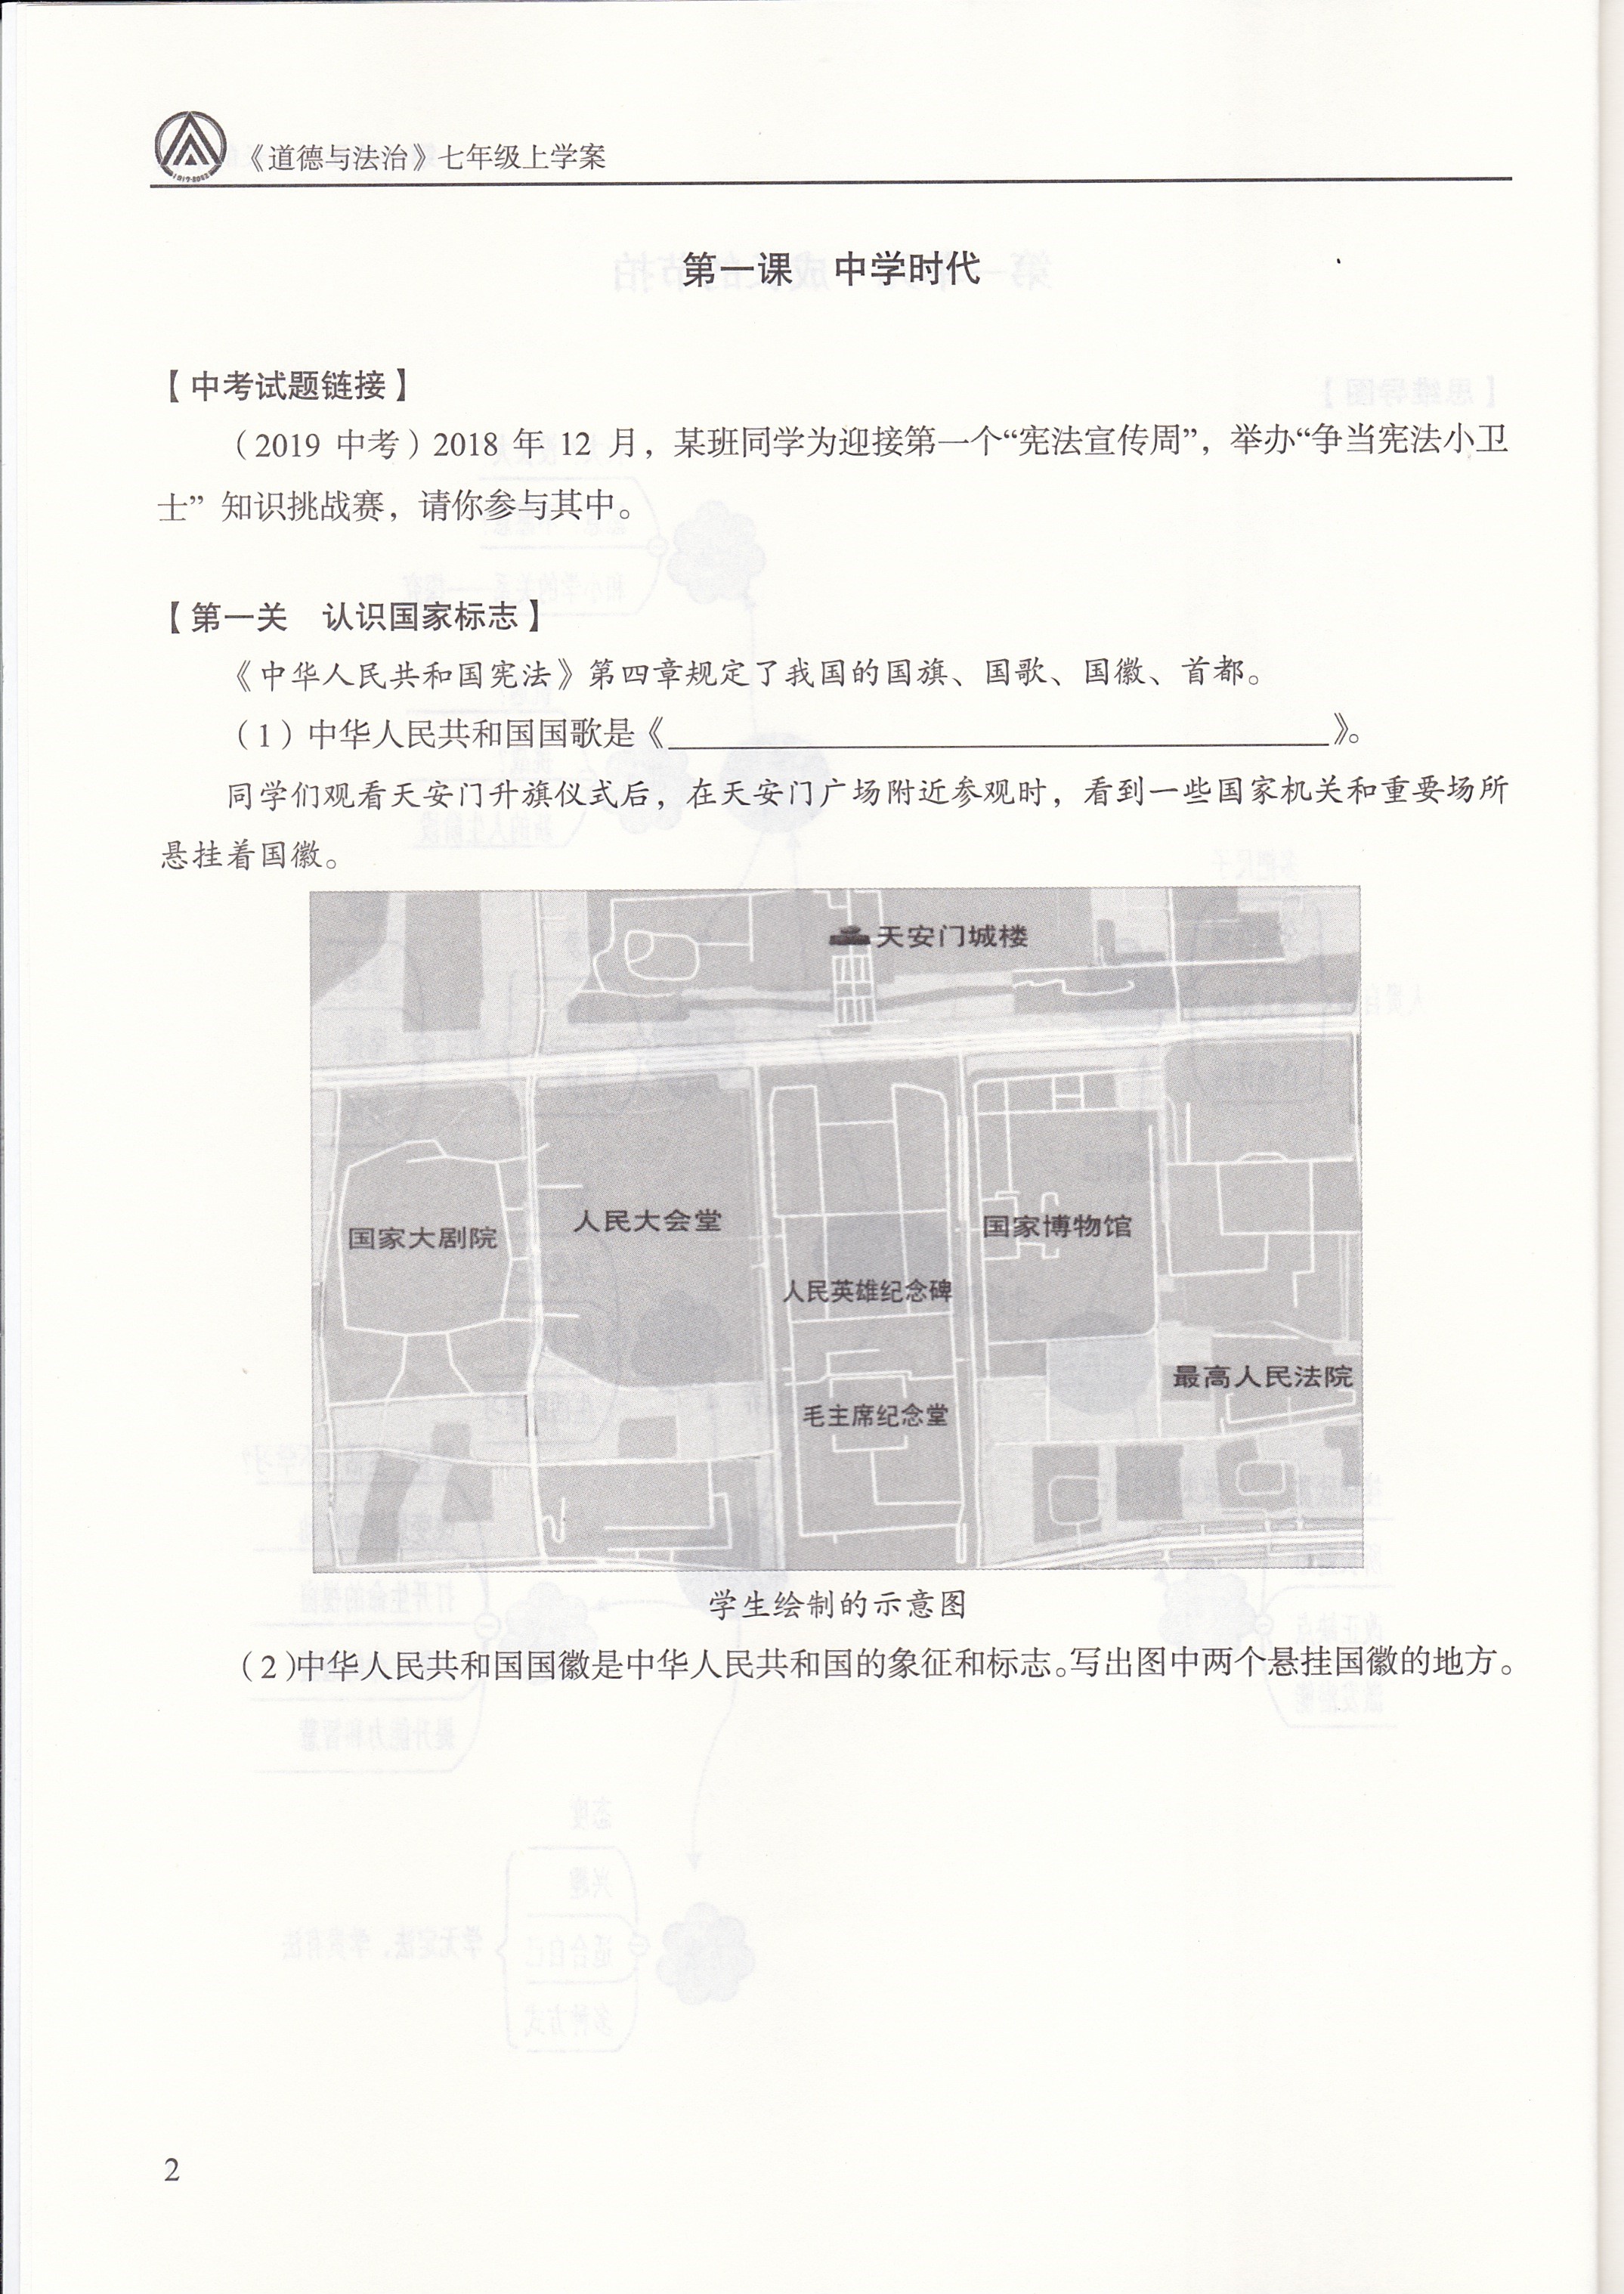 《道德与法治》七年级上学案
第一课 中学时代
【中考试题链接】
（2019 中考）2018 年 12 月，某班同学为迎接第一个“宪法宣传周”，举办“争当宪法小卫
士” 知识挑战赛，请你参与其中。
【第一关 认识国家标志】
《中华人民共和国宪法》第四章规定了我国的国旗、国歌、国徽、首都。
（1）中华人民共和国国歌是《____________________》。
同学们观看天安门升旗仪式后，在天安门广场附近参观时，看到一些国家机关和重要场所
悬挂着国徽。
天安门城楼
国家大剧院
人民大会堂
国家博物馆
人民英雄纪念碑
最高人民法院
毛主席纪念堂
学生绘制的示意图
（2）中华人民共和国国徽是中华人民共和国的象征和标志。写出图中两个悬挂国徽的地方。
2